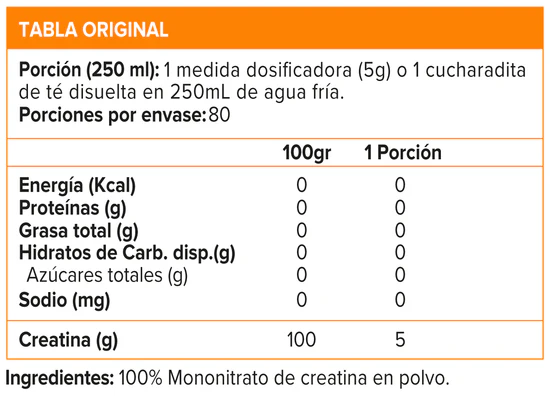 TABLA ORIGINAL
Porción (250 ml): 1 medida dosificadora (5g) o 1 cucharadita
de té disuelta en 250mL de agua fría.
Porciones por envase: 80
100gr 1 Porción
Energía (Kcal) 0 0
Proteínas (g) 0 0
Grasa total (g) 0 0
Hidratos de Carb. disp.(g) 0 0
Azúcares totales (g) 0 0
Sodio (mg) 0 0
Creatina (g) 100 5
Ingredientes: 100% Mononitrato de creatina en polvo.